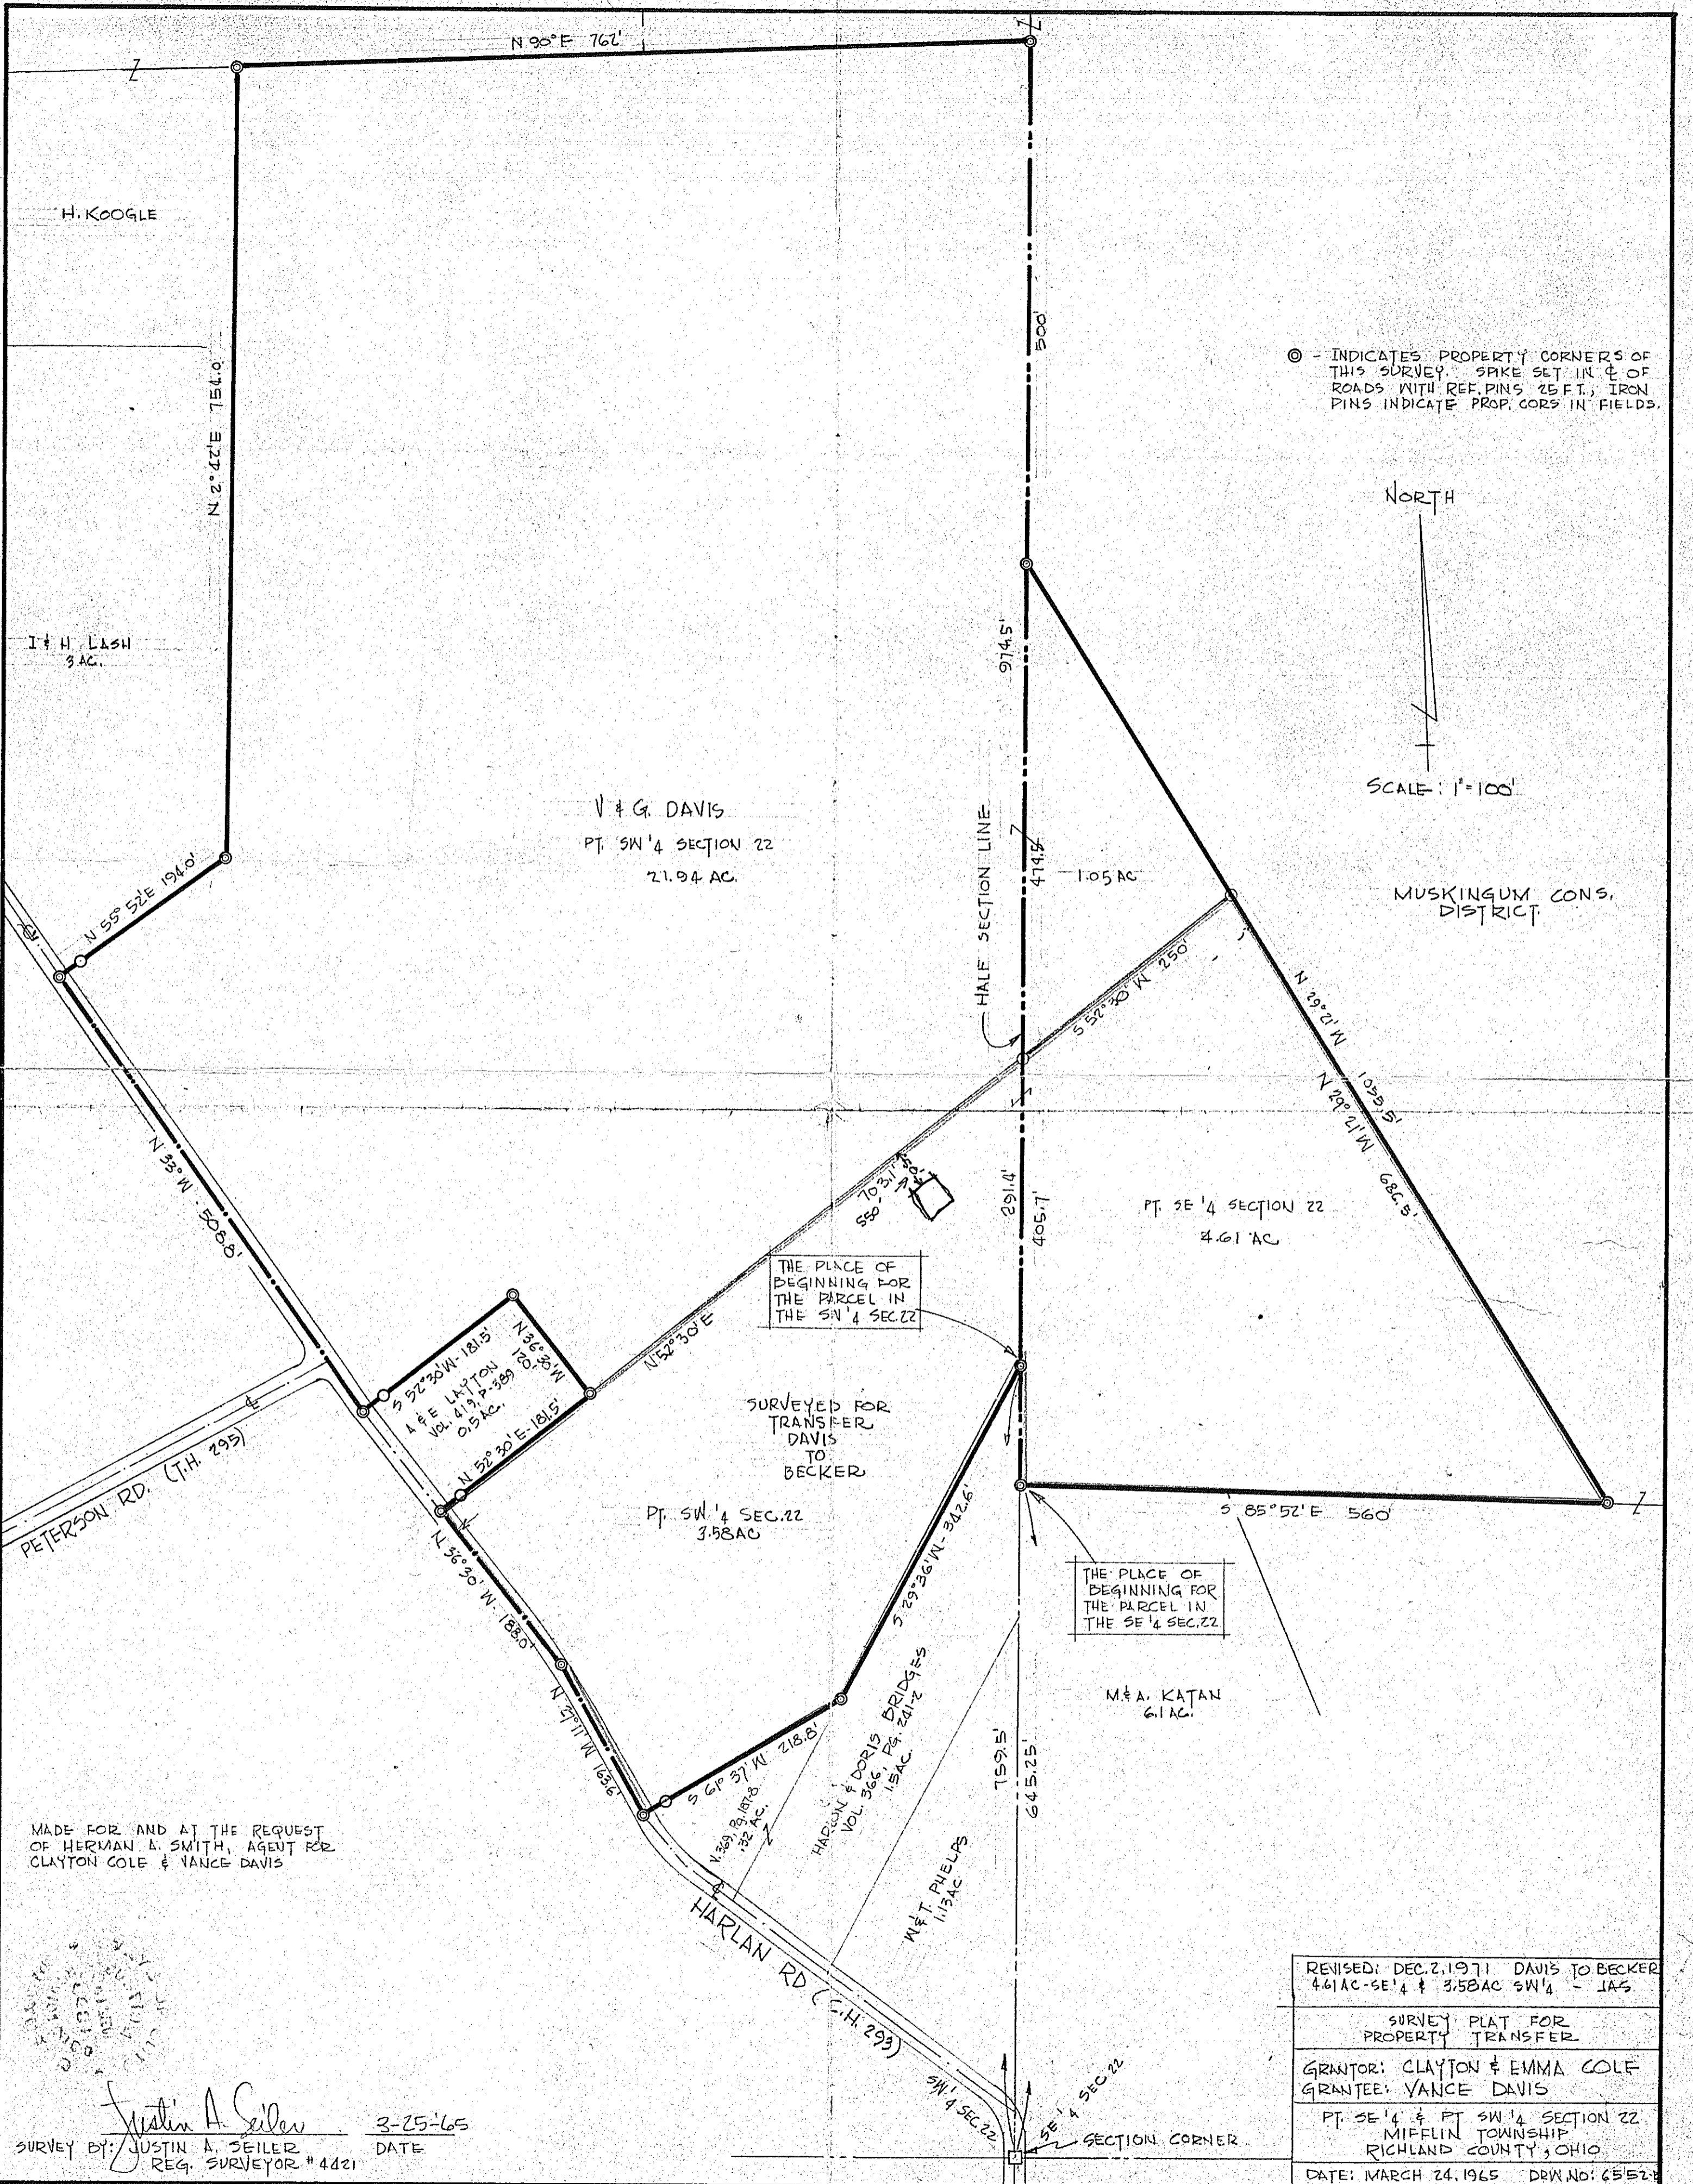 N 90° E 762'
H. KOOGLE
N 2° 42' E 754.0
500'
◎ - INDICATES PROPERTY CORNERS OF
THIS SURVEY. SPIKE SET IN ℄ OF
ROADS WITH REF. PINS 25 FT., IRON
PINS INDICATE PROP. CORS IN FIELDS.
NORTH
SCALE: 1"=100'
I & H LASH
3 AC.
974.5'
V & G. DAVIS
PT. SW 1/4 SECTION 22
21.94 AC.
HALF SECTION LINE
474.5
1.05 AC
MUSKINGUM CONS.
DISTRICT
N 55° 52' E 194.0'
℄
S 52° 30' W 250'
N 29° 21' W 1055.5'
N 29° 21' W 686.5'
N 33° W - 508.8'
703.1'
550'
50'
291.4'
405.7'
PT. SE 1/4 SECTION 22
4.61 AC
THE PLACE OF
BEGINNING FOR
THE PARCEL IN
THE SW 1/4 SEC 22
N 52° 30' E
S 52° 30' W - 181.5'
N 36° 30' W
120'
A & E LAYTON
VOL. 419, P-389
0.5 AC.
N 52° 30' E - 181.5'
℄
PETERSON RD. (T.H. 295)
SURVEYED FOR
TRANSFER
DAVIS
TO
BECKER
PT. SW. 1/4 SEC. 22
3.58 AC
S 29° 36' W - 342.6'
S 85° 52' E 560'
THE PLACE OF
BEGINNING FOR
THE PARCEL IN
THE SE 1/4 SEC. 22
N 36° 30' W - 188.0'
N 27° 11' W 163.6'
S 61° 37' W 218.8'
V. 369, Pg. 187-8
.32 AC.
HARLON & DORIS BRIDGES
VOL. 366, PG. 241-2
1.5 AC.
M. & A. KATAN
6.1 AC.
759.5'
645.25'
W & T. PHELPS
1.13 AC
℄
HARLAN RD (C.H. 293)
MADE FOR AND AT THE REQUEST
OF HERMAN A. SMITH, AGENT FOR
CLAYTON COLE & VANCE DAVIS
SW 1/4 SEC. 22
SE 1/4 SEC 22
SECTION CORNER
Justin A. Seiler
3-25-'65
SURVEY BY: JUSTIN A. SEILER
DATE
REG. SURVEYOR # 4421
REVISED: DEC. 2, 1971 DAVIS TO BECKER
4.61 AC - SE 1/4 & 3.58 AC SW 1/4 - JAS
SURVEY PLAT FOR
PROPERTY TRANSFER
GRANTOR: CLAYTON & EMMA COLE
GRANTEE: VANCE DAVIS
PT. SE 1/4 & PT SW 1/4 SECTION 22
MIFFLIN TOWNSHIP
RICHLAND COUNTY, OHIO
DATE: MARCH 24, 1965 DRW. NO: